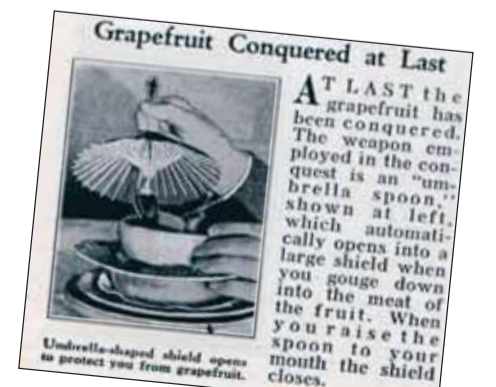 Grapefruit Conquered at Last
AT LAST the
grapefruit has
been conquered.
The weapon em-
ployed in the con-
quest is an "um-
brella spoon,"
shown at left,
which automati-
cally opens into a
large shield when
you gouge down
into the meat of
the fruit. When
you raise the
spoon to your
mouth the shield
closes.
Umbrella-shaped shield opens
to protect you from grapefruit.